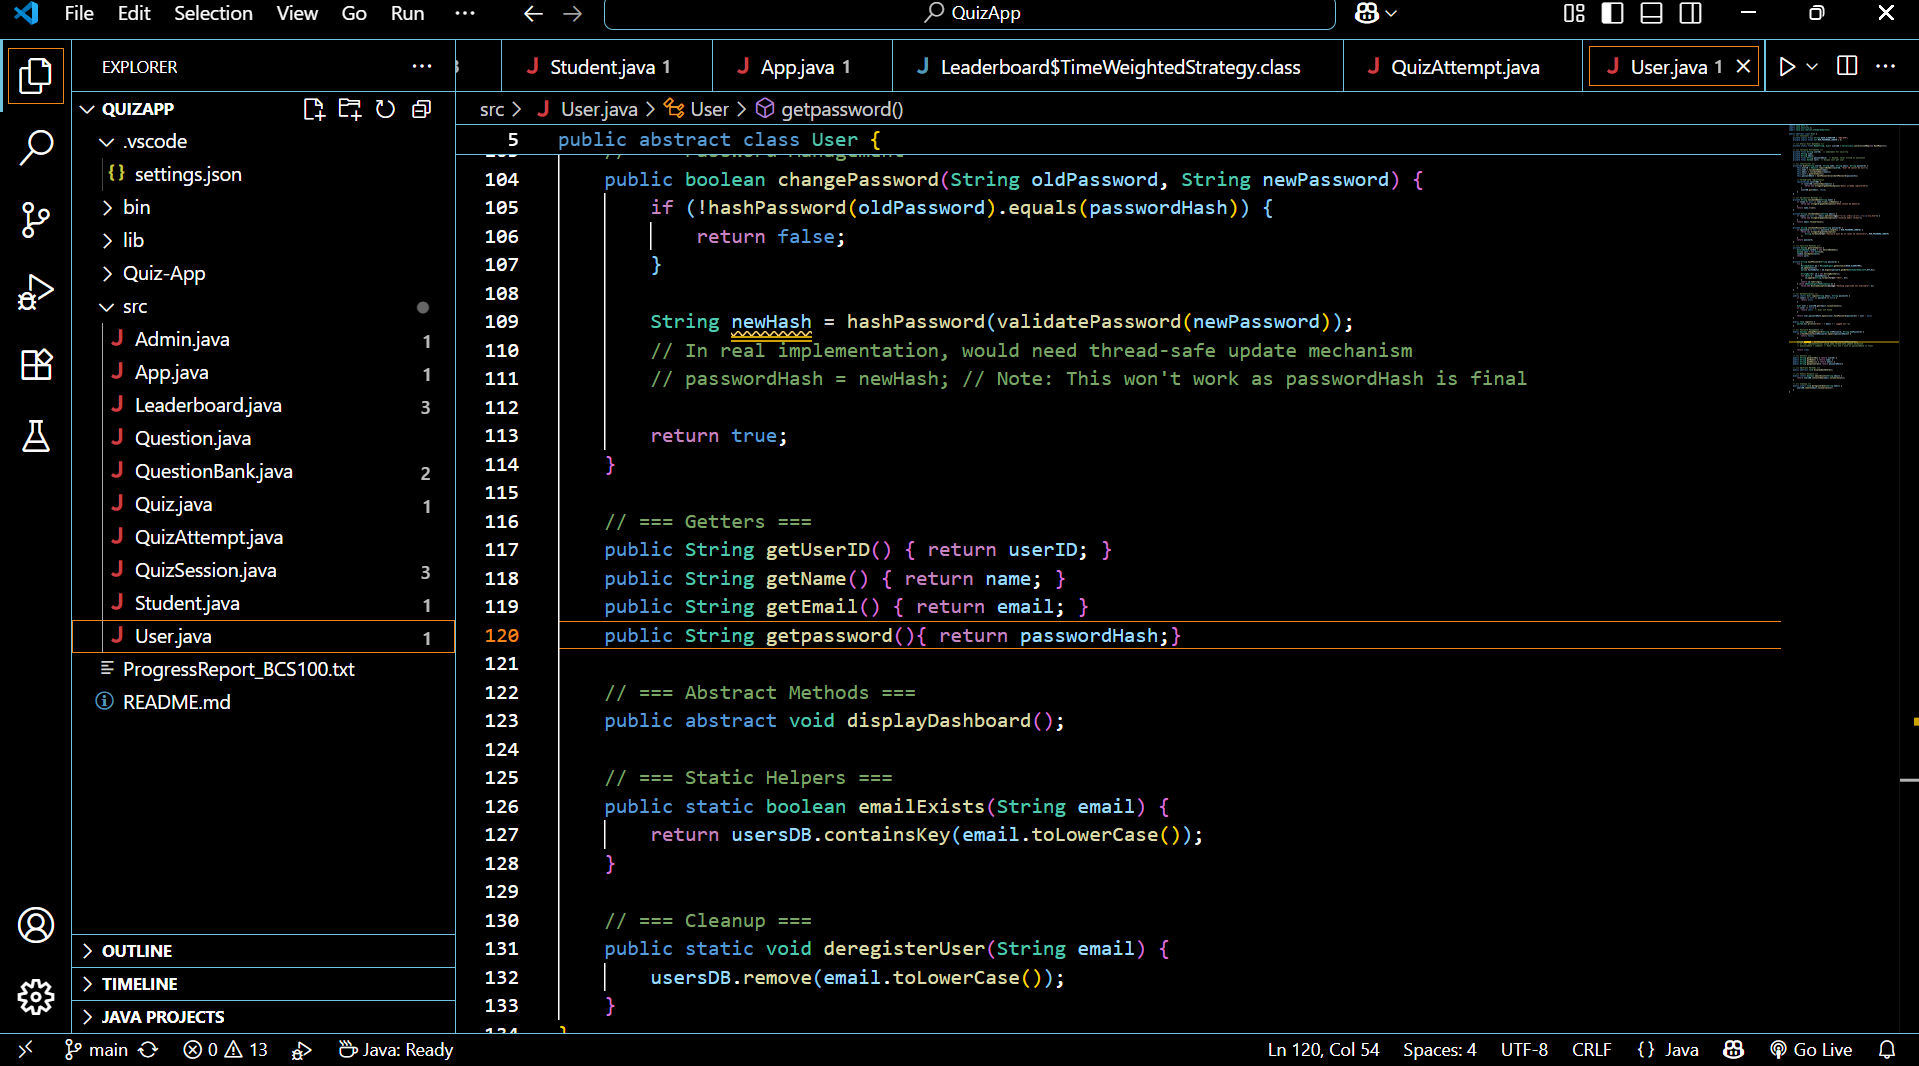 File Edit Selection View Go Run ··· QuizApp
EXPLORER ···
QUIZAPP
.vscode
{} settings.json
bin
lib
Quiz-App
src
J Admin.java 1
J App.java 1
J Leaderboard.java 3
J Question.java
J QuestionBank.java 2
J Quiz.java 1
J QuizAttempt.java
J QuizSession.java 3
J Student.java 1
J User.java 1
ProgressReport_BCS100.txt
README.md
OUTLINE
TIMELINE
JAVA PROJECTS
J Student.java 1 J App.java 1 J Leaderboard$TimeWeightedStrategy.class J QuizAttempt.java J User.java 1 ···
src > J User.java > User > getpassword()
5 public abstract class User {
104 public boolean changePassword(String oldPassword, String newPassword) {
105 if (!hashPassword(oldPassword).equals(passwordHash)) {
106 return false;
107 }
108
109 String newHash = hashPassword(validatePassword(newPassword));
110 // In real implementation, would need thread-safe update mechanism
111 // passwordHash = newHash; // Note: This won't work as passwordHash is final
112
113 return true;
114 }
115
116 // === Getters ===
117 public String getUserID() { return userID; }
118 public String getName() { return name; }
119 public String getEmail() { return email; }
120 public String getpassword(){ return passwordHash;}
121
122 // === Abstract Methods ===
123 public abstract void displayDashboard();
124
125 // === Static Helpers ===
126 public static boolean emailExists(String email) {
127 return usersDB.containsKey(email.toLowerCase());
128 }
129
130 // === Cleanup ===
131 public static void deregisterUser(String email) {
132 usersDB.remove(email.toLowerCase());
133 }
main 0 13 Java: Ready Ln 120, Col 54 Spaces: 4 UTF-8 CRLF {} Java Go Live